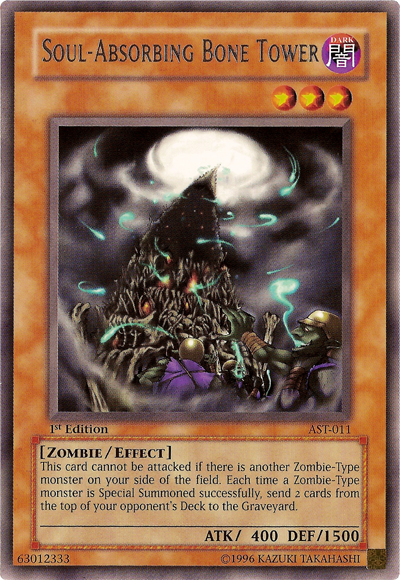 SOUL-ABSORBING BONE TOWER
DARK
闇
1st Edition
AST-011
[ZOMBIE/EFFECT]
This card cannot be attacked if there is another Zombie-Type
monster on your side of the field. Each time a Zombie-Type
monster is Special Summoned successfully, send 2 cards from
the top of your opponent's Deck to the Graveyard.
ATK/ 400 DEF/1500
63012333
©1996 KAZUKI TAKAHASHI